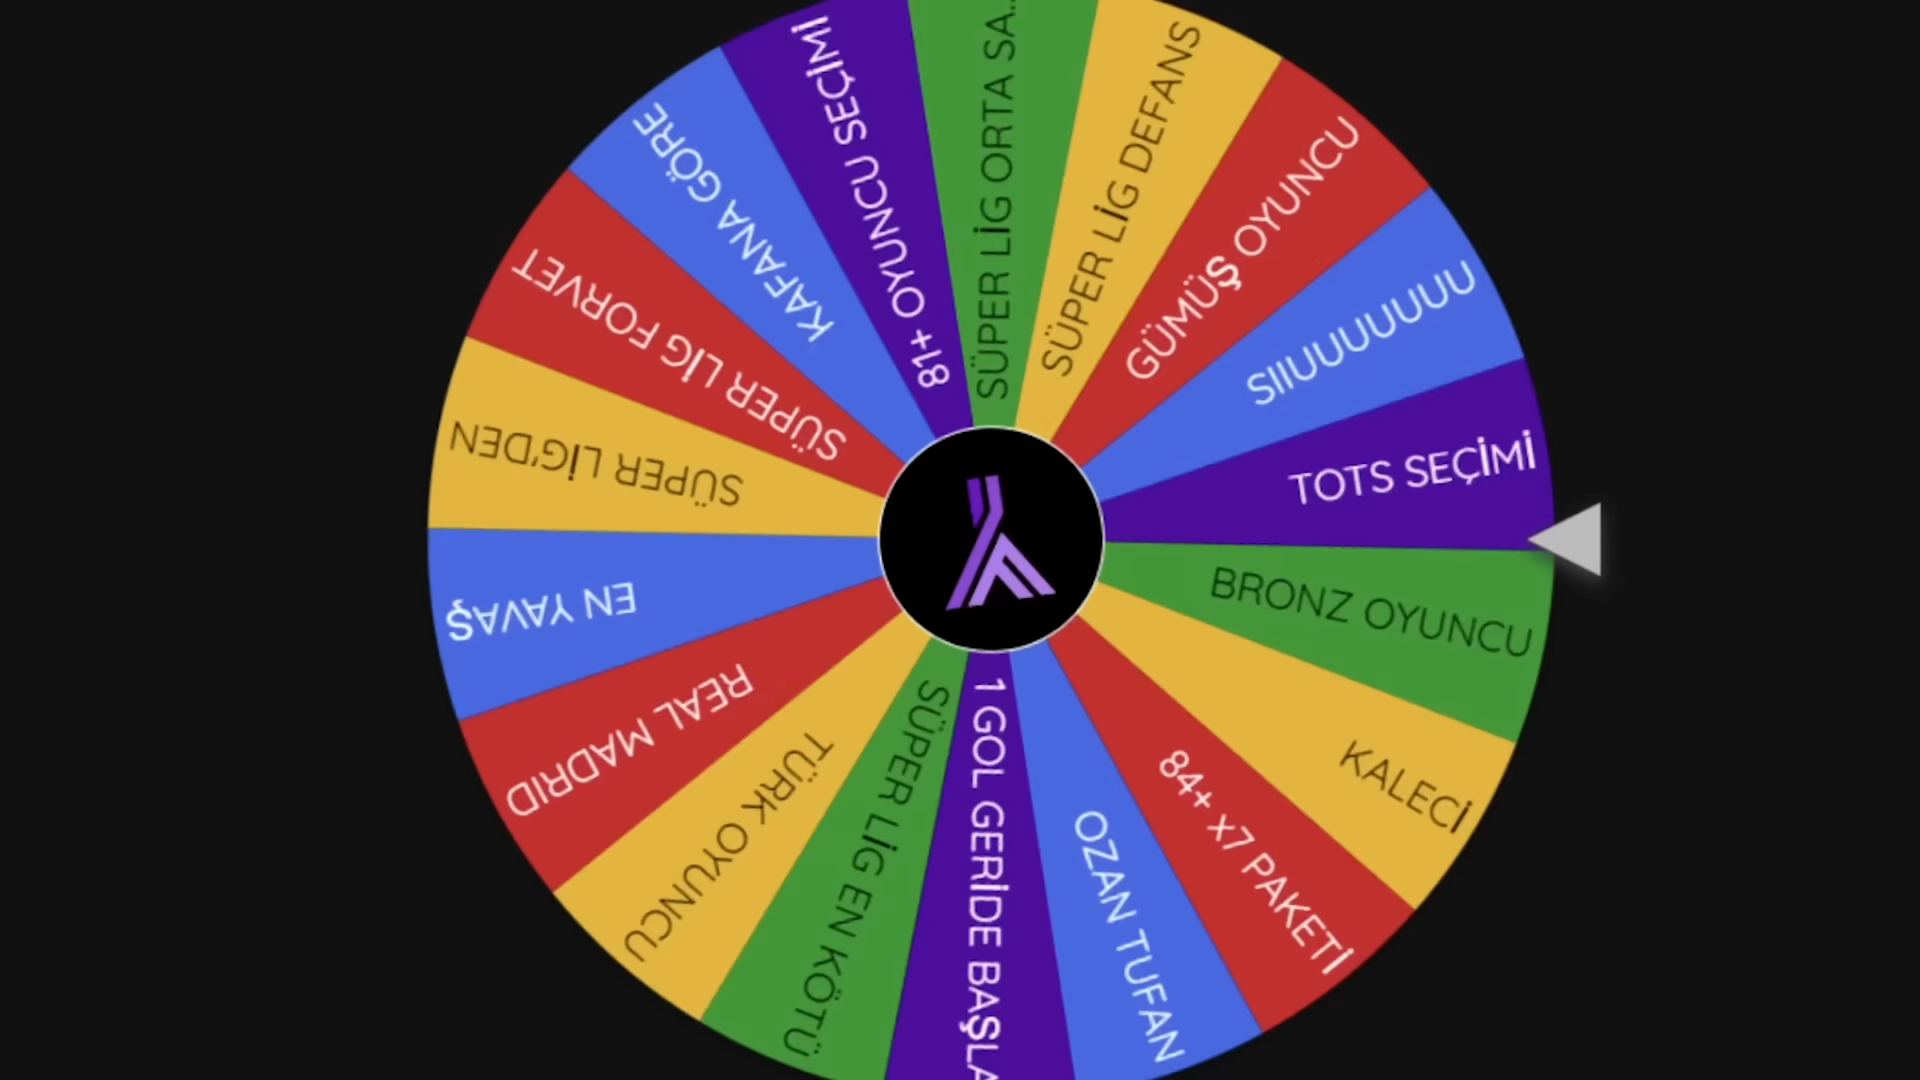 SÜPER LİG ORTA SA..
SÜPER LİG DEFANS
GÜMÜŞ OYUNCU
SIIUUUUUUU
TOTS SEÇİMİ
BRONZ OYUNCU
KALECİ
84+ x7 PAKETİ
OZAN TUFAN
1 GOL GERİDE BAŞLA
SÜPER LİG EN KÖTÜ
TÜRK OYUNCU
REAL MADRID
EN YAVAŞ
SÜPER LİG'DEN
SÜPER LİG FORVET
KAFANA GÖRE
81+ OYUNCU SEÇİMİ